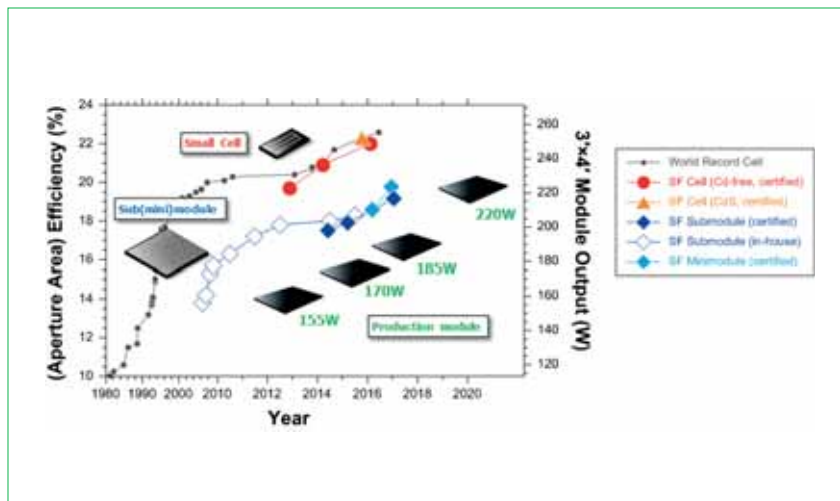 (Aperture Area) Efficiency (%)
24
22
20
18
16
14
12
10
1980
1990
2000
2012
2014
2016
2018
2020
Year
3'×4' Module Output (W)
260
240
220
200
180
160
140
120
Small Cell
Sub(mini)module
155W
170W
185W
220W
Production module
World Record Cell
SF Cell (Cd-free, certified)
SF Cell (CdS, certified)
SF Submodule (certified)
SF Submodule (in-house)
SF Minimodule (certified)